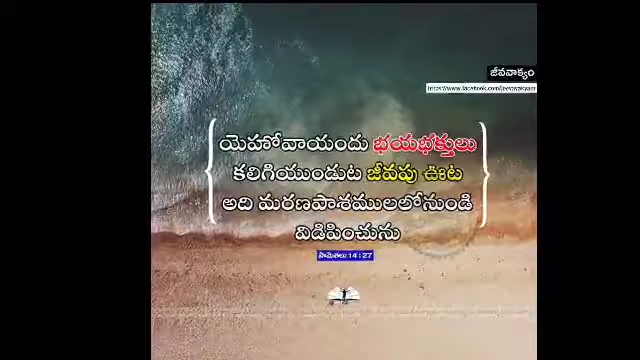 జీవవాక్యం
https://www.facebook.com/jeevavakyam
యెహోవాయందు భయభక్తులు
కలిగియుండుట జీవపు ఊట
అది మరణపాశములలోనుండి
విడిపించును
సామెతలు 14 : 27